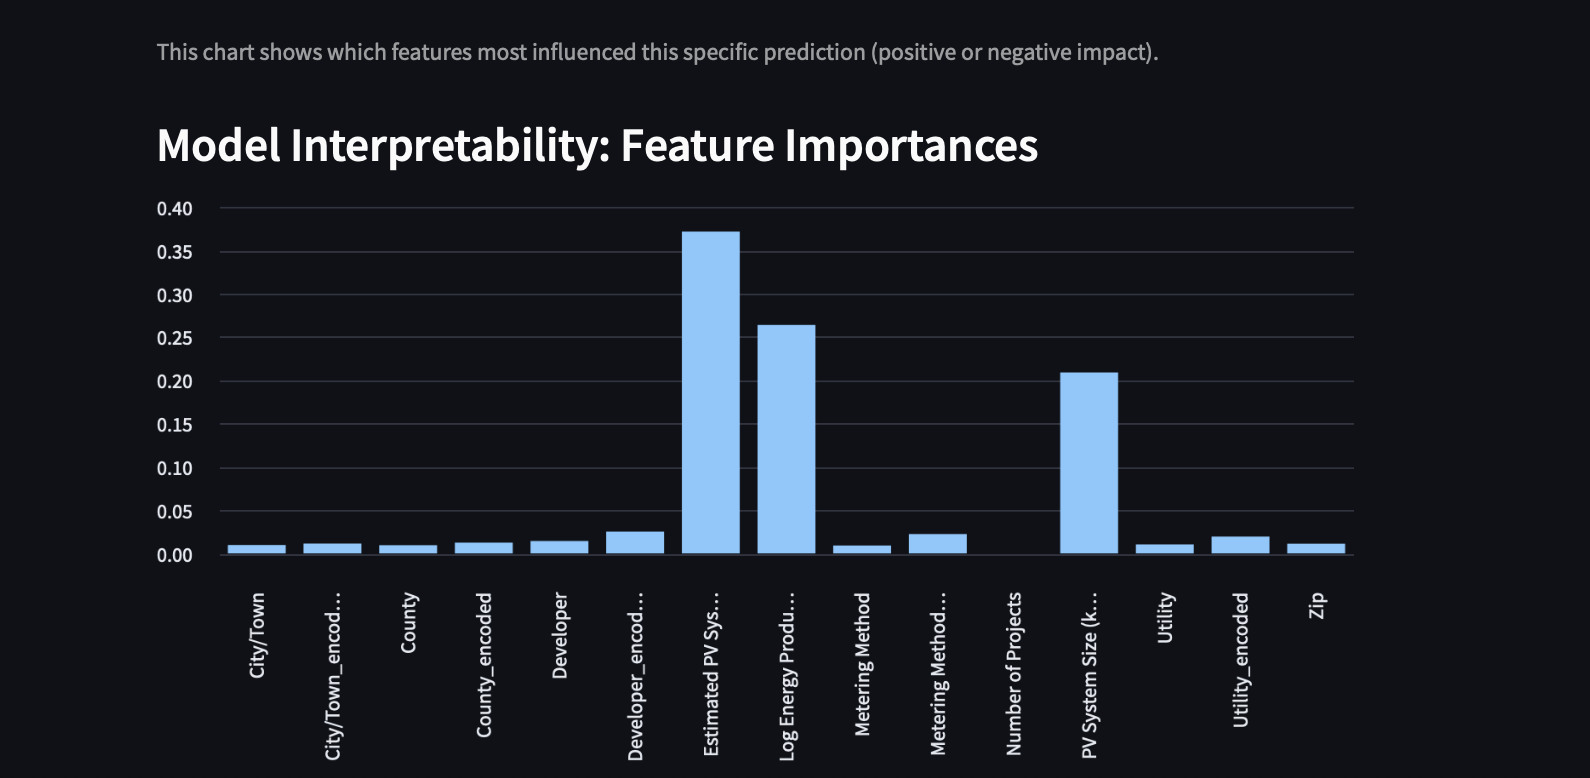 This chart shows which features most influenced this specific prediction (positive or negative impact).
Model Interpretability: Feature Importances
0.40
0.35
0.30
0.25
0.20
0.15
0.10
0.05
0.00
City/Town
City/Town_encod…
County
County_encoded
Developer
Developer_encod…
Estimated PV Sys…
Log Energy Produ…
Metering Method
Metering Method…
Number of Projects
PV System Size (k…
Utility
Utility_encoded
Zip